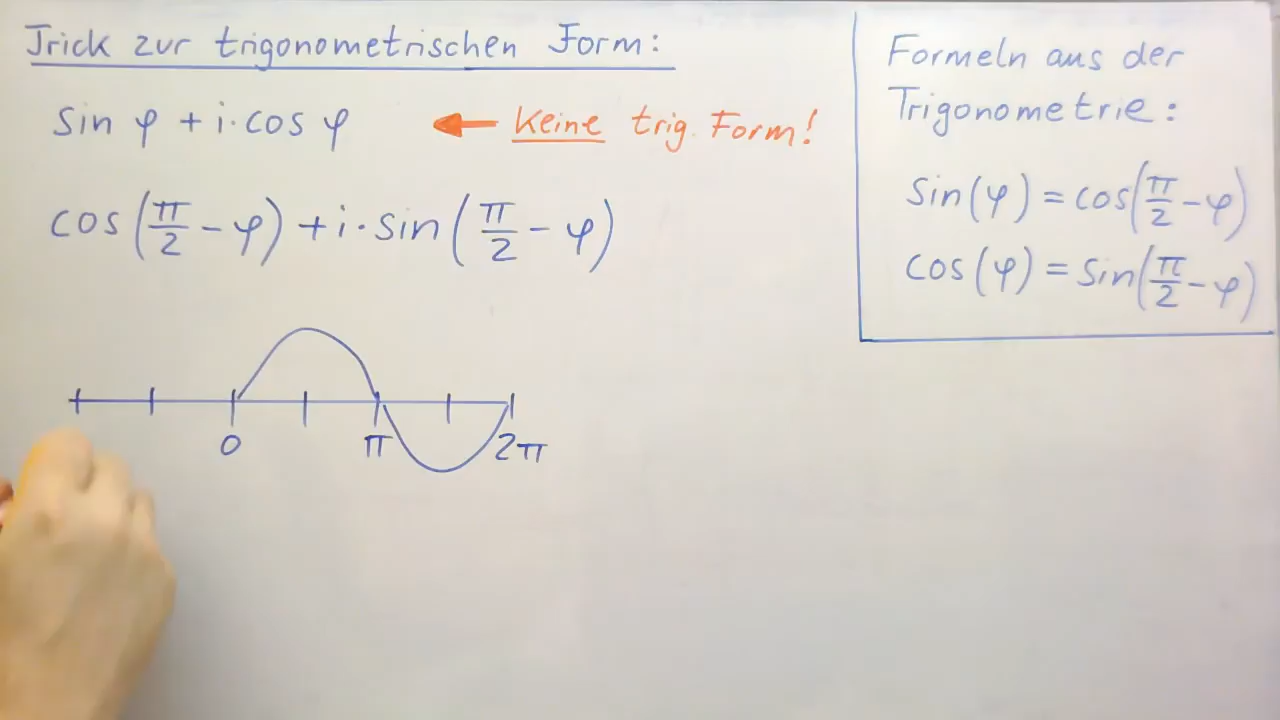 Trick zur trigonometrischen Form:
sin φ + i·cos φ
Keine trig. Form!
cos(π/2 − φ) + i·sin(π/2 − φ)
0 π 2π
Formeln aus der
Trigonometrie:
sin(φ) = cos(π/2 − φ)
cos(φ) = sin(π/2 − φ)